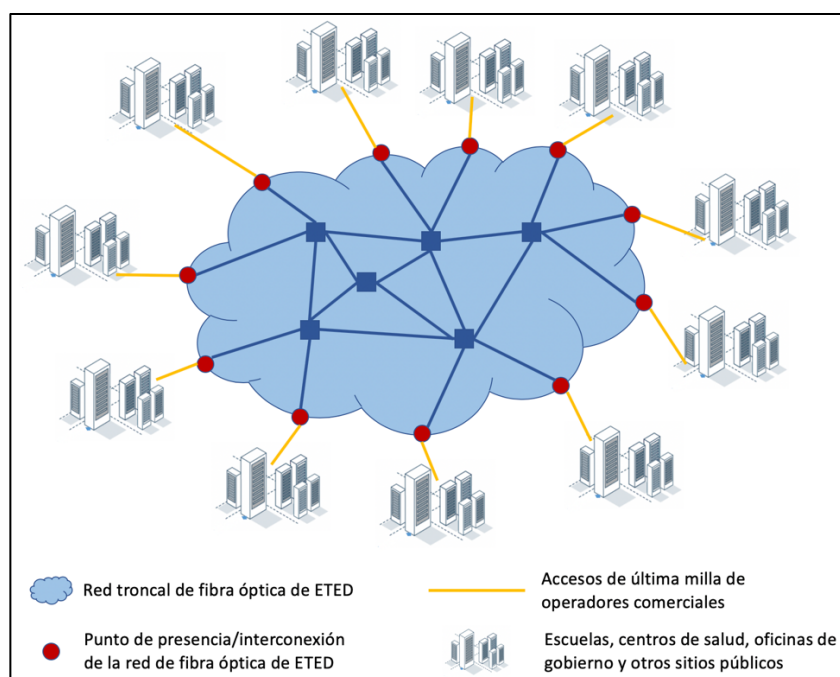 Red troncal de fibra óptica de ETED
Accesos de última milla de
operadores comerciales
Punto de presencia/interconexión
de la red de fibra óptica de ETED
Escuelas, centros de salud, oficinas de
gobierno y otros sitios públicos